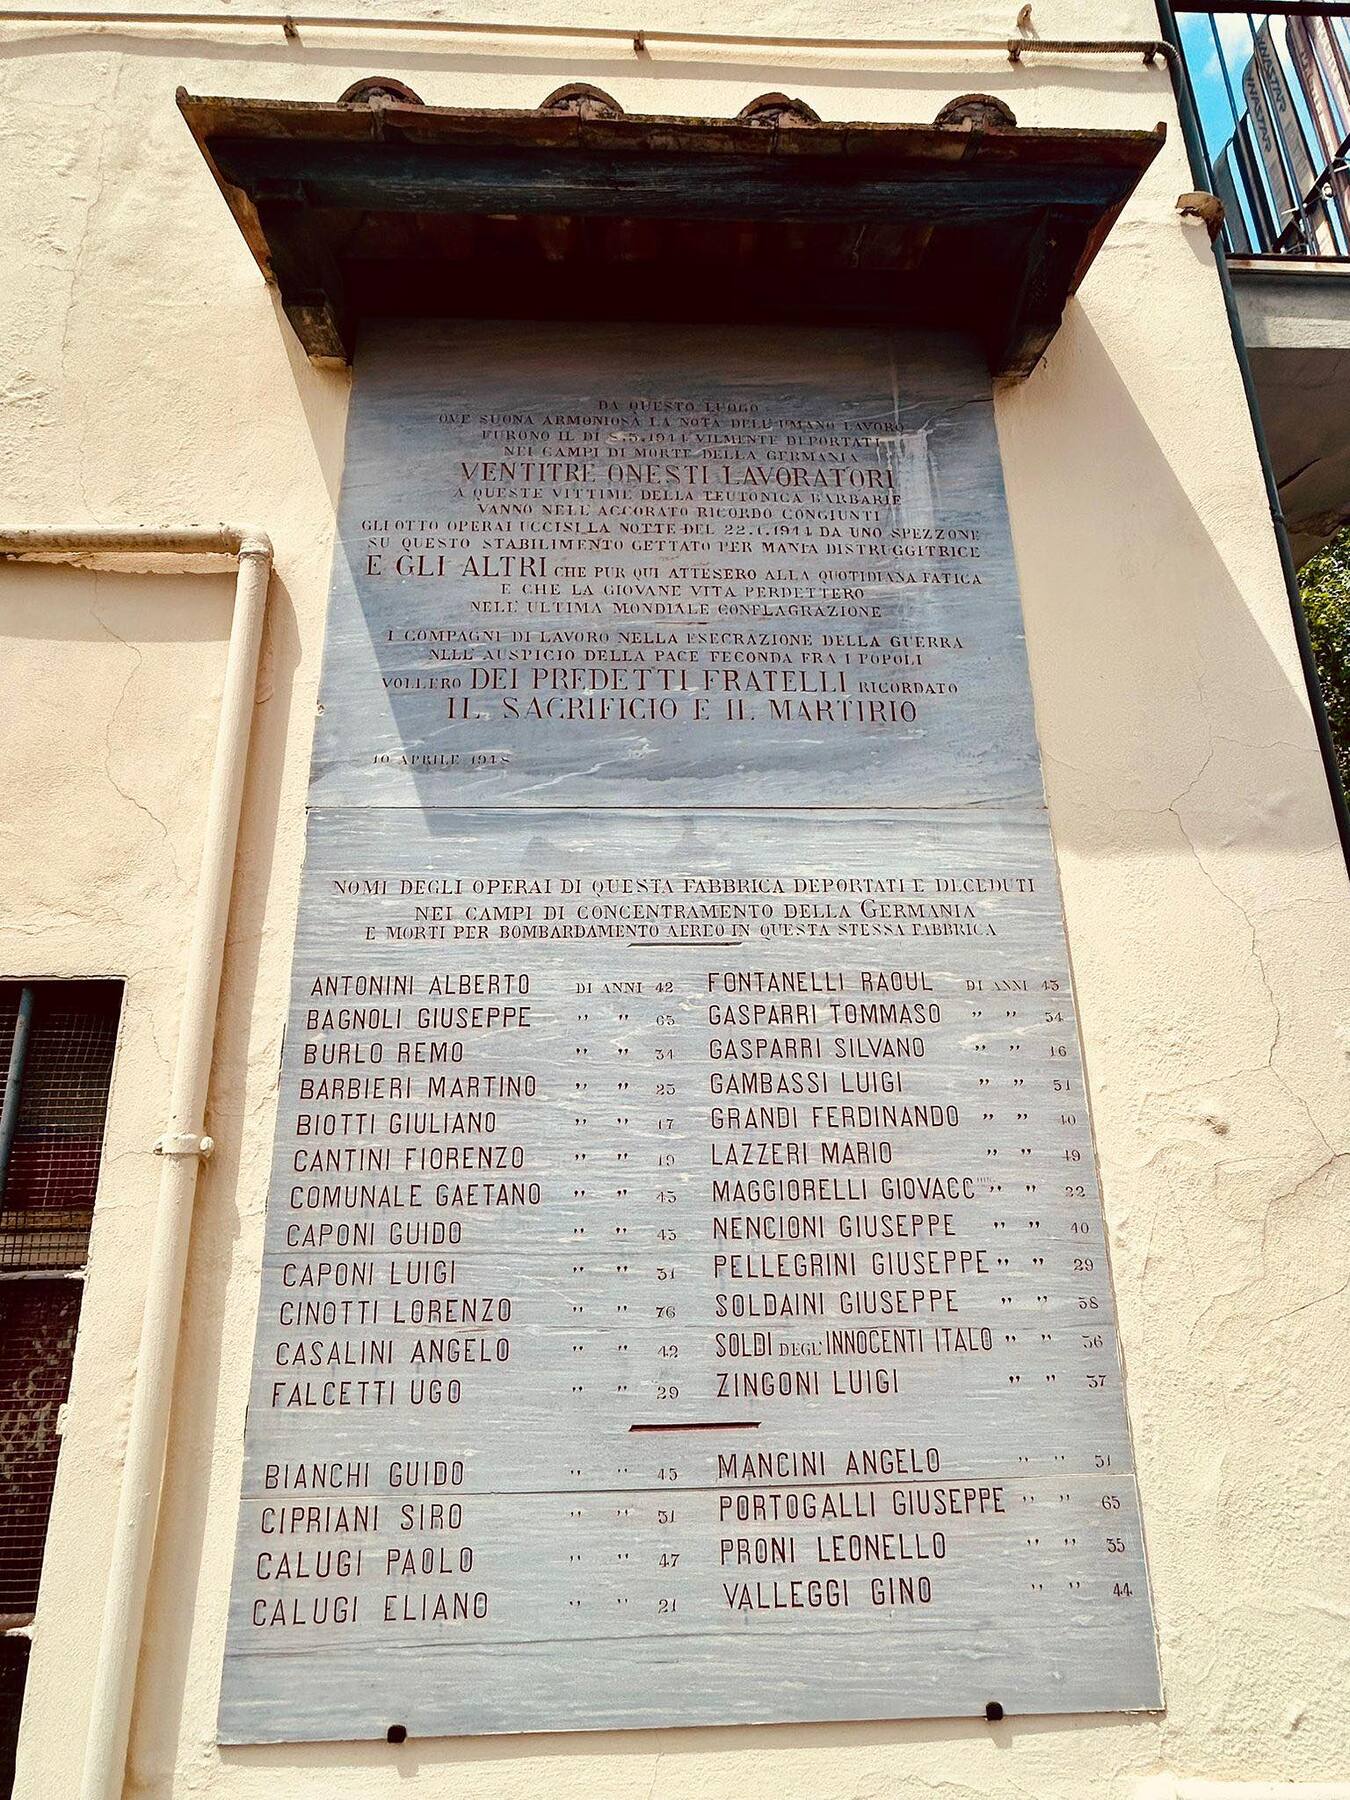 DA QUESTO LUOGO
OVE SUONA ARMONIOSA LA NOTA DELL'UMANO LAVORO
FURONO IL DI 8.3.1944 VILMENTE DEPORTATI
NEI CAMPI DI MORTE DELLA GERMANIA
VENTITRE ONESTI LAVORATORI
A QUESTE VITTIME DELLA TEUTONICA BARBARIE
VANNO NELL'ACCORATO RICORDO CONGIUNTI
GLI OTTO OPERAI UCCISI LA NOTTE DEL 22.1.1944 DA UNO SPEZZONE
SU QUESTO STABILIMENTO GETTATO PER MANIA DISTRUGGITRICE
E GLI ALTRI CHE PUR QUI ATTESERO ALLA QUOTIDIANA FATICA
E CHE LA GIOVANE VITA PERDETTERO
NELL'ULTIMA MONDIALE CONFLAGRAZIONE
I COMPAGNI DI LAVORO NELLA ESECRAZIONE DELLA GUERRA
NELL'AUSPICIO DELLA PACE FECONDA FRA I POPOLI
VOLLERO DEI PREDETTI FRATELLI RICORDATO
IL SACRIFICIO E IL MARTIRIO
10 APRILE 1948
NOMI DEGLI OPERAI DI QUESTA FABBRICA DEPORTATI E DECEDUTI
NEI CAMPI DI CONCENTRAMENTO DELLA GERMANIA
E MORTI PER BOMBARDAMENTO AEREO IN QUESTA STESSA FABBRICA
ANTONINI ALBERTO DI ANNI 42
BAGNOLI GIUSEPPE " " 63
BURLO REMO " " 34
BARBIERI MARTINO " " 23
BIOTTI GIULIANO " " 17
CANTINI FIORENZO " " 19
COMUNALE GAETANO " " 43
CAPONI GUIDO " " 43
CAPONI LUIGI " " 31
CINOTTI LORENZO " " 76
CASALINI ANGELO " " 42
FALCETTI UGO " " 29
FONTANELLI RAOUL DI ANNI 43
GASPARRI TOMMASO " " 54
GASPARRI SILVANO " " 16
GAMBASSI LUIGI " " 51
GRANDI FERDINANDO " " 40
LAZZERI MARIO " " 49
MAGGIORELLI GIOVACC " " 22
NENCIONI GIUSEPPE " " 40
PELLEGRINI GIUSEPPE " " 29
SOLDAINI GIUSEPPE " " 38
SOLDI DEGL'INNOCENTI ITALO " " 36
ZINGONI LUIGI " " 37
BIANCHI GUIDO " " 45
CIPRIANI SIRO " " 31
CALUGI PAOLO " " 47
CALUGI ELIANO " " 21
MANCINI ANGELO " " 51
PORTOGALLI GIUSEPPE " " 65
PRONI LEONELLO " " 35
VALLEGGI GINO " " 44